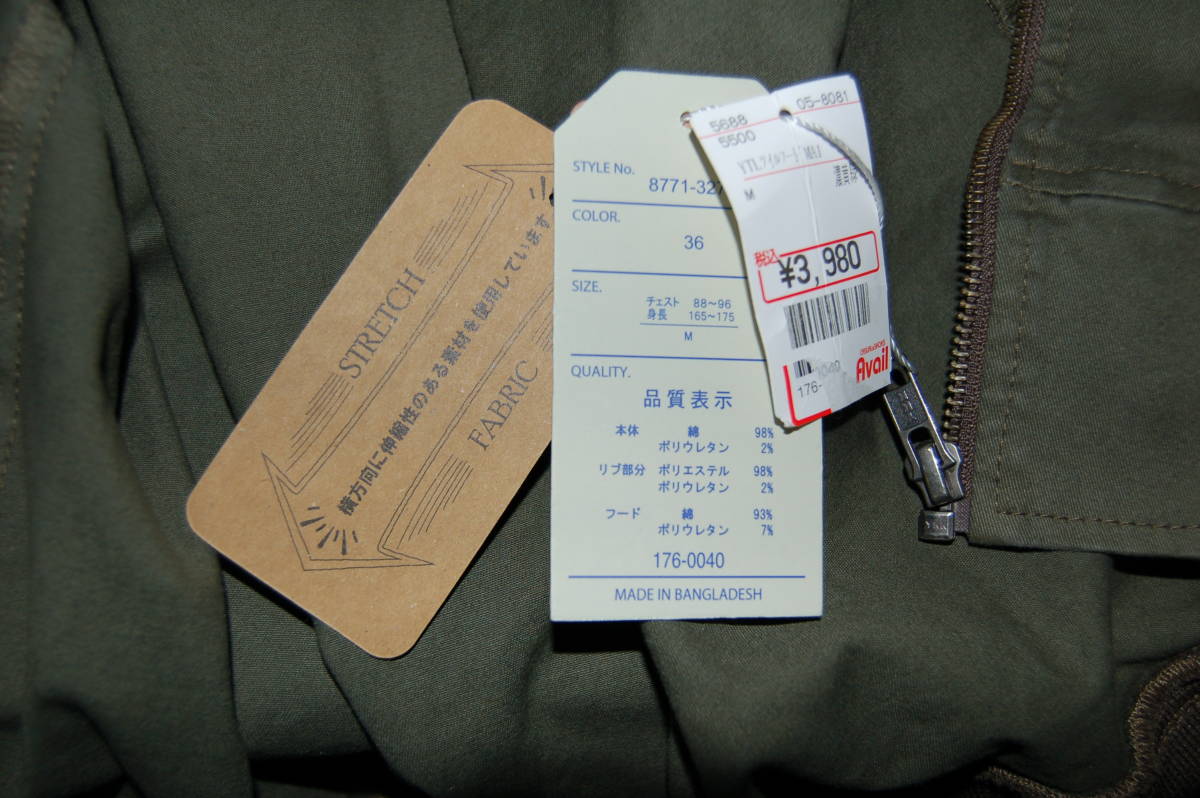 STRETCH
横方向に伸縮性のある素材を使用しています
FABRIC
STYLE No.
8771-327
COLOR.
36
SIZE.
チェスト 88～96
身長 165～175
M
QUALITY.
品質表示
本体 綿 98%
ポリウレタン 2%
リブ部分 ポリエステル 98%
ポリウレタン 2%
フード 綿 93%
ポリウレタン 7%
176-0040
MADE IN BANGLADESH
5688 05-8081
5500
M
税込
¥3,980
176-
Avail
YKK